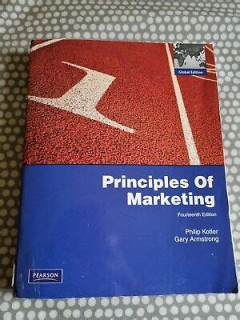 Global Edition
Principles Of
Marketing
Fourteenth Edition
Philip Kotler
Gary Armstrong
PEARSON